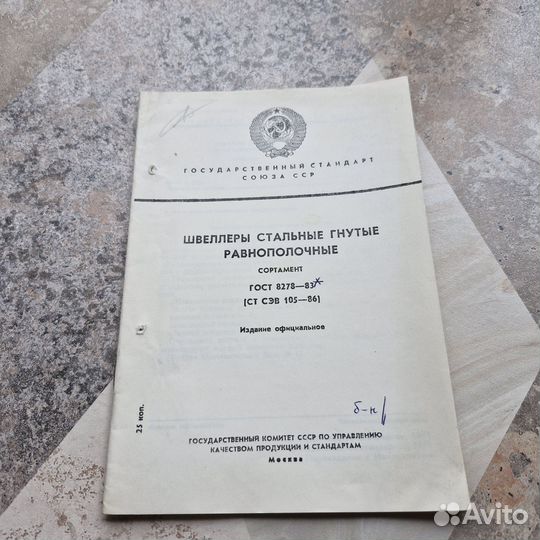 ГОСУДАРСТВЕННЫЙ СТАНДАРТ
СОЮЗА ССР
ШВЕЛЛЕРЫ СТАЛЬНЫЕ ГНУТЫЕ
РАВНОПОЛОЧНЫЕ
СОРТАМЕНТ
ГОСТ 8278—83*
(СТ СЭВ 105—86)
Издание официальное
25 коп.
б-н
ГОСУДАРСТВЕННЫЙ КОМИТЕТ СССР ПО УПРАВЛЕНИЮ
КАЧЕСТВОМ ПРОДУКЦИИ И СТАНДАРТАМ
Москва
Avito